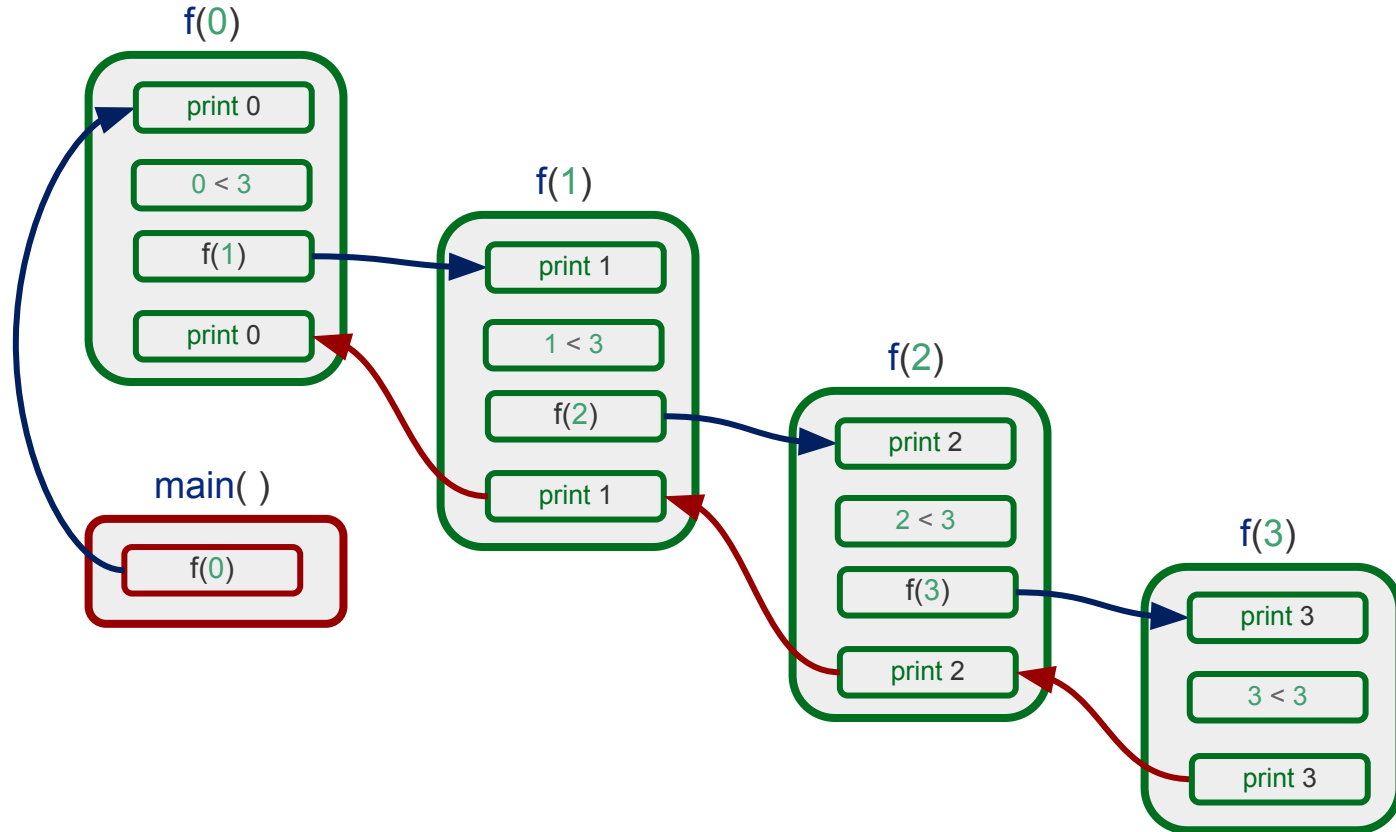 f(0)
print 0
0 < 3
f(1)
print 0
f(1)
print 1
1 < 3
f(2)
print 1
main( )
f(0)
f(2)
print 2
2 < 3
f(3)
print 2
f(3)
print 3
3 < 3
print 3